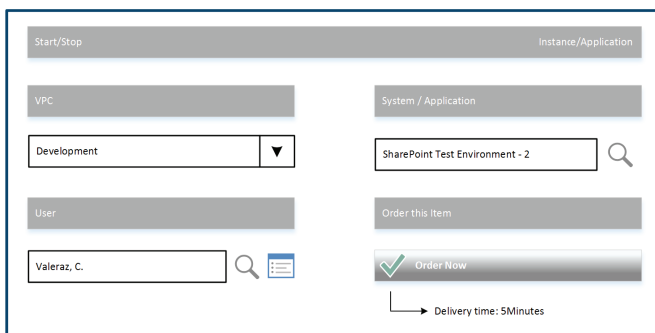 Start/Stop Instance/Application
VPC
System / Application
Development
SharePoint Test Environment - 2
User
Order this Item
Valeraz, C.
Order Now
Delivery time: 5Minutes